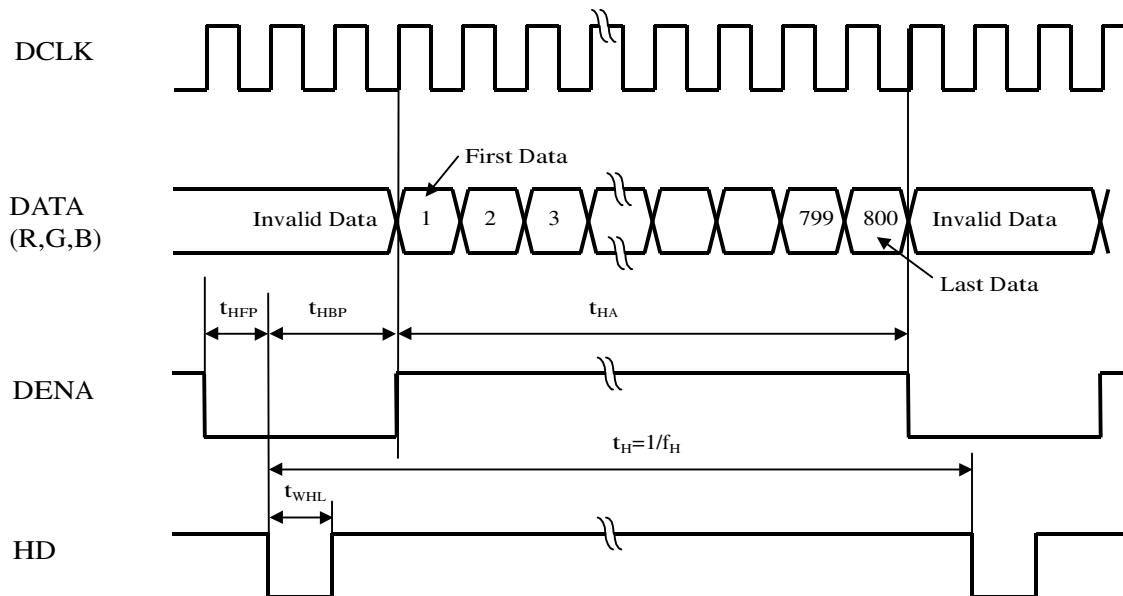 DCLK
First Data
DATA
(R,G,B)
Invalid Data 1 2 3 799 800 Invalid Data
Last Data
tHFP tHBP tHA
DENA
tH=1/fH
tWHL
HD